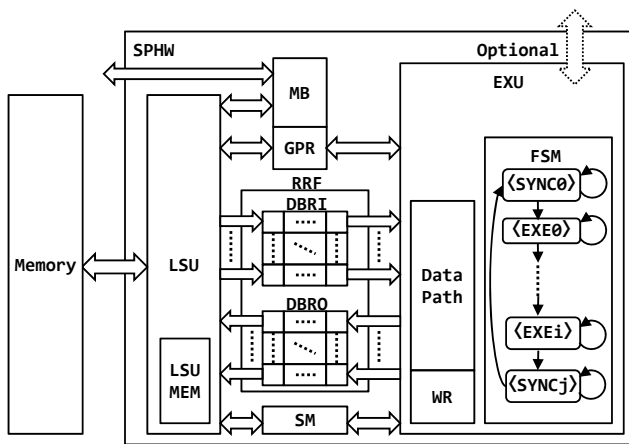 SPHW
Optional
EXU
MB
GPR
FSM
〈SYNC0〉
〈EXE0〉
〈EXEi〉
〈SYNCj〉
RRF
DBRI
DBRO
Memory
LSU
LSU
MEM
Data
Path
WR
SM